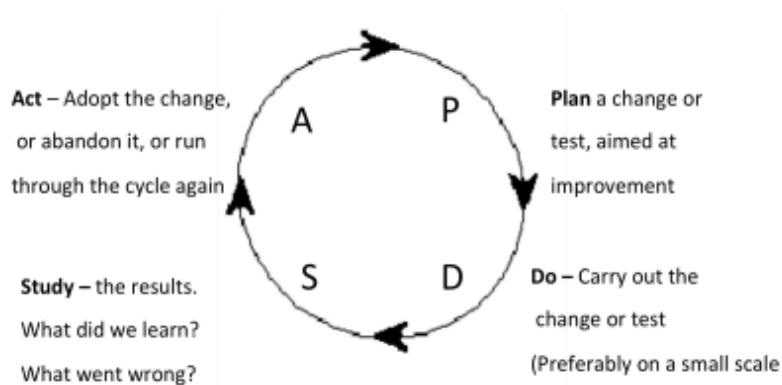 Act – Adopt the change,
or abandon it, or run
through the cycle again
A
P
Plan a change or
test, aimed at
improvement
Study – the results.
What did we learn?
What went wrong?
S
D
Do – Carry out the
change or test
(Preferably on a small scale